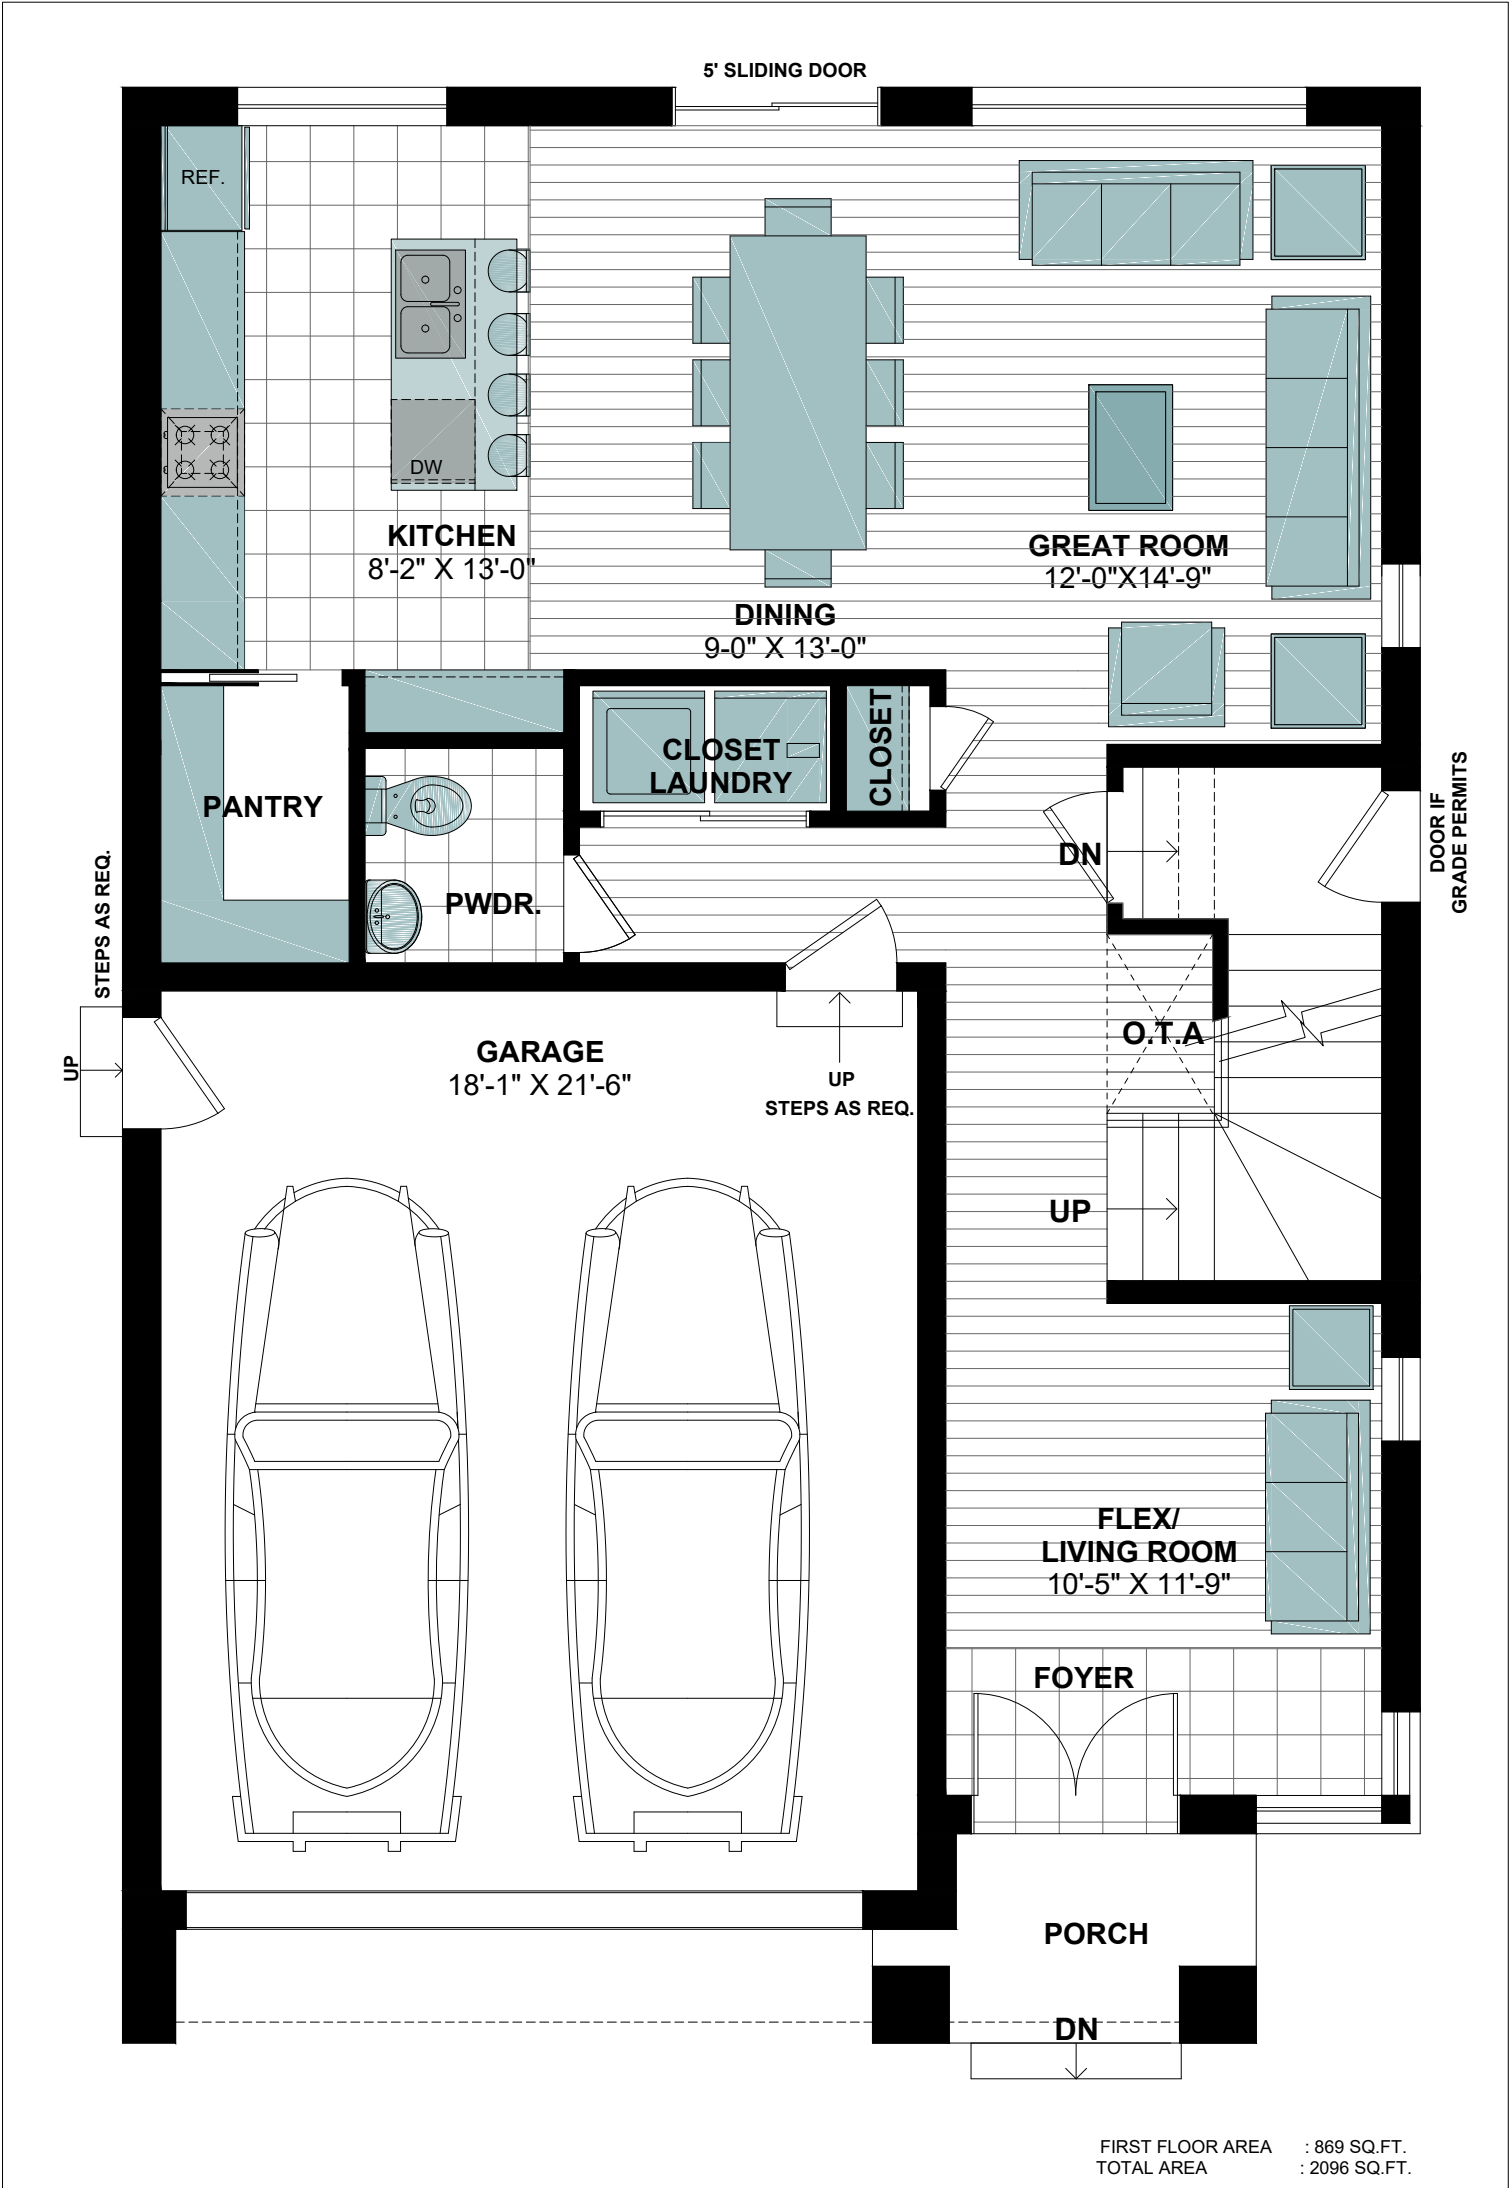 5' SLIDING DOOR
REF.
DW
KITCHEN
8'-2" X 13'-0"
GREAT ROOM
12'-0"X14'-9"
DINING
9-0" X 13'-0"
CLOSET
LAUNDRY
CLOSET
PANTRY
PWDR.
DN
DOOR IF
GRADE PERMITS
STEPS AS REQ.
UP
GARAGE
18'-1" X 21'-6"
UP
STEPS AS REQ.
O.T.A
UP
FLEX/
LIVING ROOM
10'-5" X 11'-9"
FOYER
PORCH
DN
FIRST FLOOR AREA : 869 SQ.FT.
TOTAL AREA : 2096 SQ.FT.